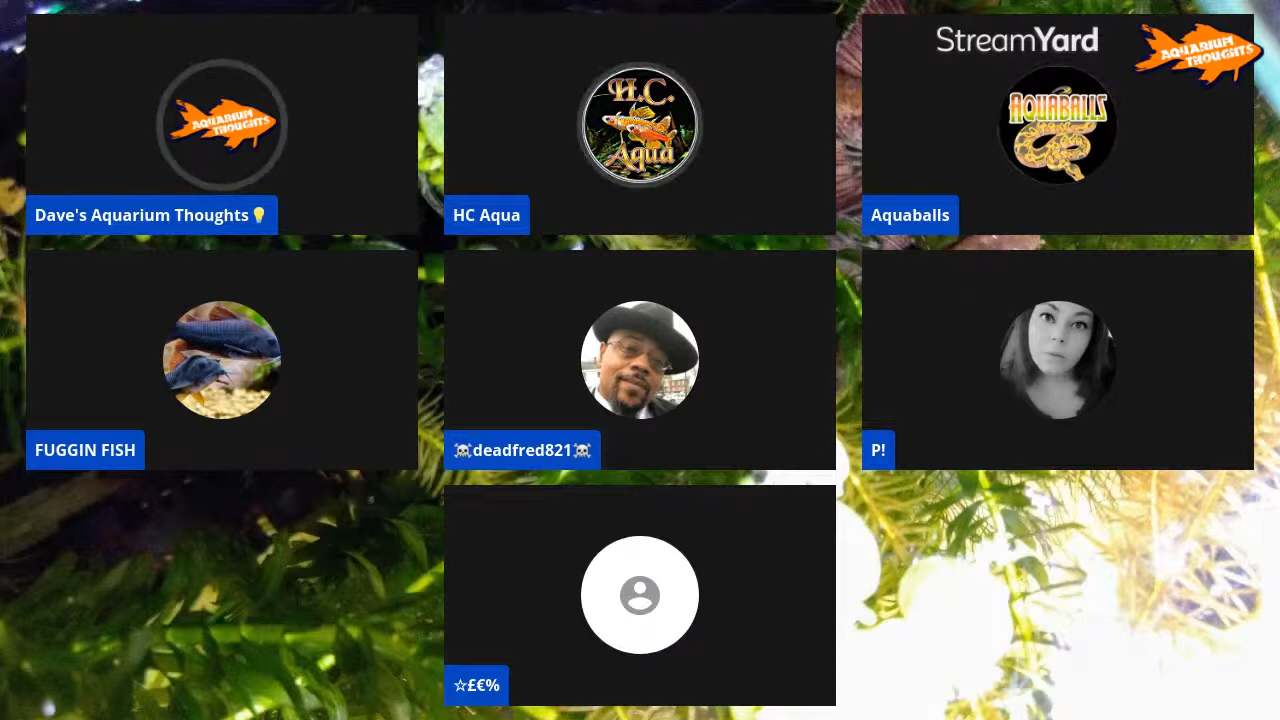 StreamYard
AQUARIUM
THOUGHTS
AQUARIUM
THOUGHTS
H.C.
Aqua
AQUABALLS
Dave's Aquarium Thoughts💡
HC Aqua
Aquaballs
FUGGIN FISH
☠️deadfred821☠️
P!
☆£€%